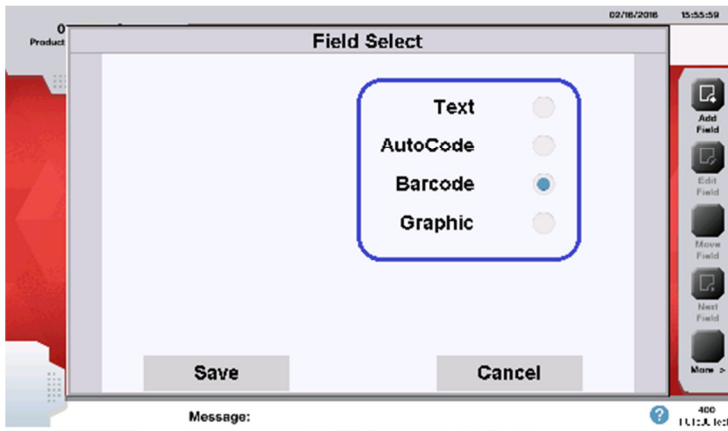 02/16/2016 15:55:59
0
Product
Field Select
Text
AutoCode
Barcode
Graphic
Save
Cancel
Add
Field
Edit
Field
Move
Field
Next
Field
More >
Message:
?
400